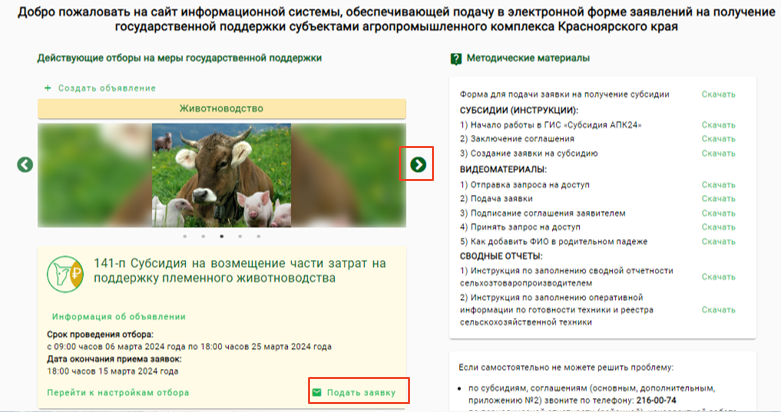 Добро пожаловать на сайт информационной системы, обеспечивающей подачу в электронной форме заявлений на получение
государственной поддержки субъектами агропромышленного комплекса Красноярского края
Действующие отборы на меры государственной поддержки
+ Создать объявление
Животноводство
141-п Субсидия на возмещение части затрат на
поддержку племенного животноводства
Информация об объявлении
Срок проведения отбора:
с 09:00 часов 06 марта 2024 года по 18:00 часов 25 марта 2024 года
Дата окончания приема заявок:
18:00 часов 15 марта 2024 года
Перейти к настройкам отбора
Подать заявку
Методические материалы
Форма для подачи заявки на получение субсидии Скачать
СУБСИДИИ (ИНСТРУКЦИИ):
1) Начало работы в ГИС «Субсидия АПК24» Скачать
2) Заключение соглашения Скачать
3) Создание заявки на субсидию Скачать
ВИДЕОМАТЕРИАЛЫ:
1) Отправка запроса на доступ Скачать
2) Подача заявки Скачать
3) Подписание соглашения заявителем Скачать
4) Принять запрос на доступ Скачать
5) Как добавить ФИО в родительном падеже Скачать
СВОДНЫЕ ОТЧЕТЫ:
1) Инструкция по заполнению сводной отчетности
сельхозтоваропроизводителем Скачать
2) Инструкция по заполнению оперативной
информации по готовности техники и реестра Скачать
сельскохозяйственной техники
Если самостоятельно не можете решить проблему:
• по субсидиям, соглашениям (основным, дополнительным,
приложению №2) звоните по телефону: 216-00-74